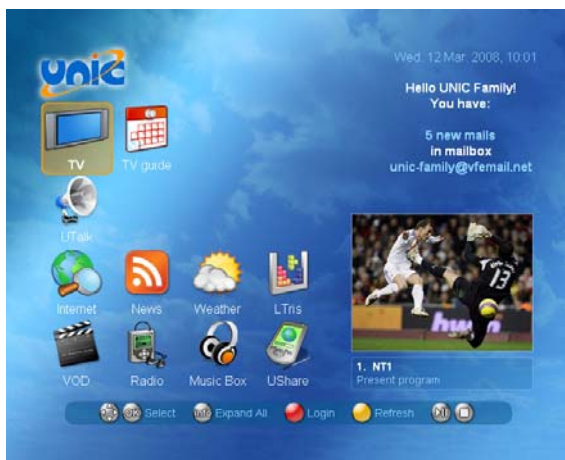 unic
Wed. 12 Mar. 2008, 10:01
Hello UNIC Family!
You have:
5 new mails
in mailbox
unic-family@vfemail.net
TV
TV guide
UTalk
Internet
News
Weather
LTris
VOD
Radio
Music Box
UShare
13
1. NT1
Present program
OK Select
Info Expand All
Login
Refresh